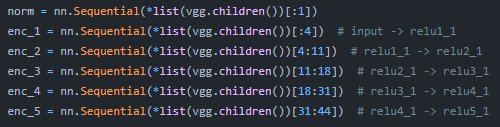 norm = nn.Sequential(*list(vgg.children())[:1])
enc_1 = nn.Sequential(*list(vgg.children())[:4])  # input -> relu1_1
enc_2 = nn.Sequential(*list(vgg.children())[4:11])  # relu1_1 -> relu2_1
enc_3 = nn.Sequential(*list(vgg.children())[11:18])  # relu2_1 -> relu3_1
enc_4 = nn.Sequential(*list(vgg.children())[18:31])  # relu3_1 -> relu4_1
enc_5 = nn.Sequential(*list(vgg.children())[31:44])  # relu4_1 -> relu5_1